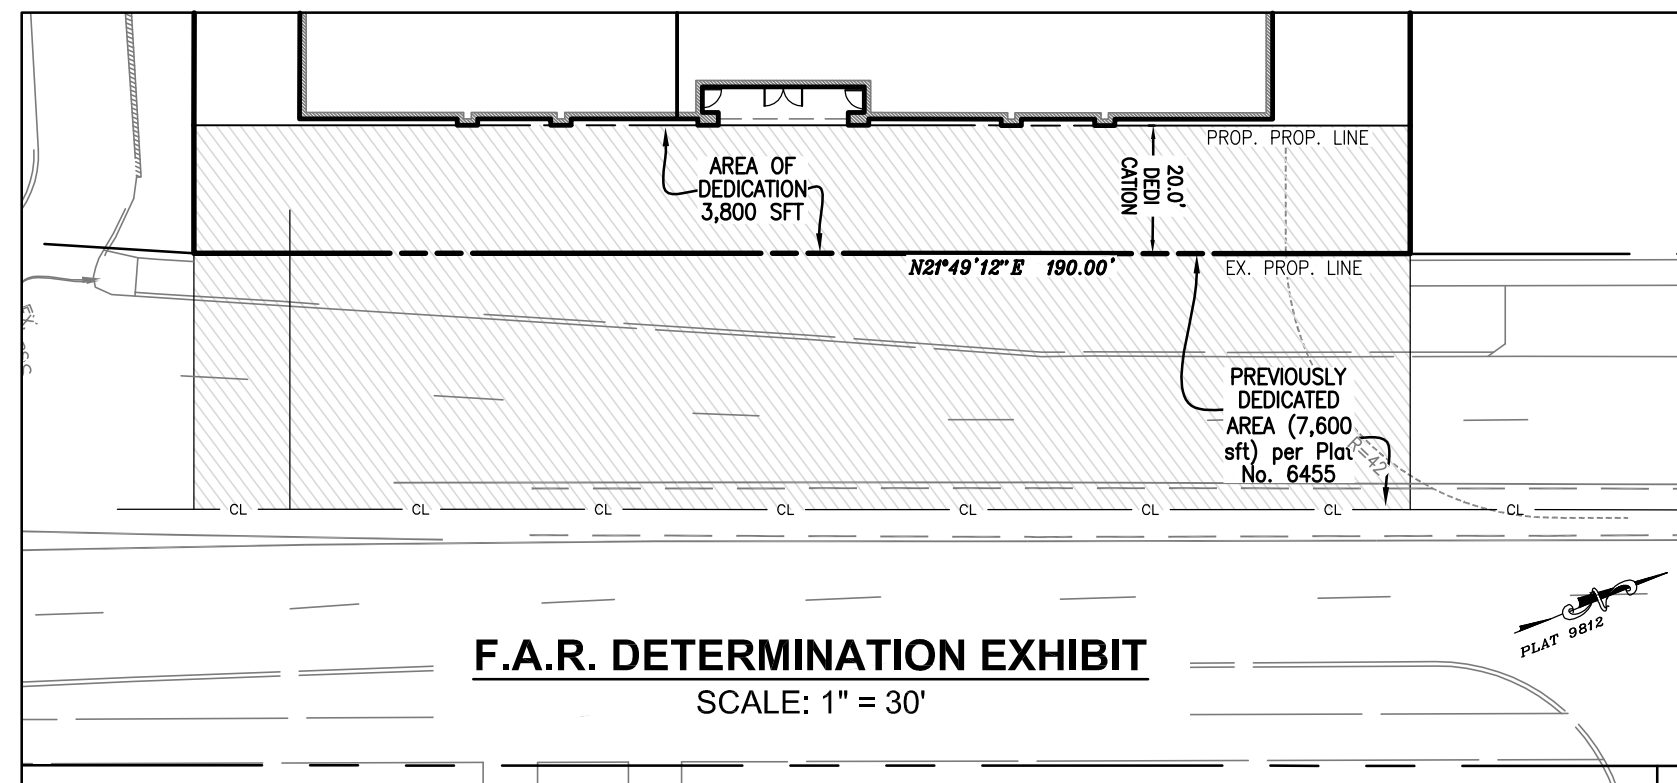 PROP. PROP. LINE
AREA OF
DEDICATION
3,800 SFT
20.0'
DEDI
CATION
N21°49'12"E 190.00'
EX. PROP. LINE
PREVIOUSLY
DEDICATED
AREA (7,600
sft) per Plat
No. 6455
R=42'
CL CL CL CL CL CL CL CL
PLAT 9812
F.A.R. DETERMINATION EXHIBIT
SCALE: 1" = 30'